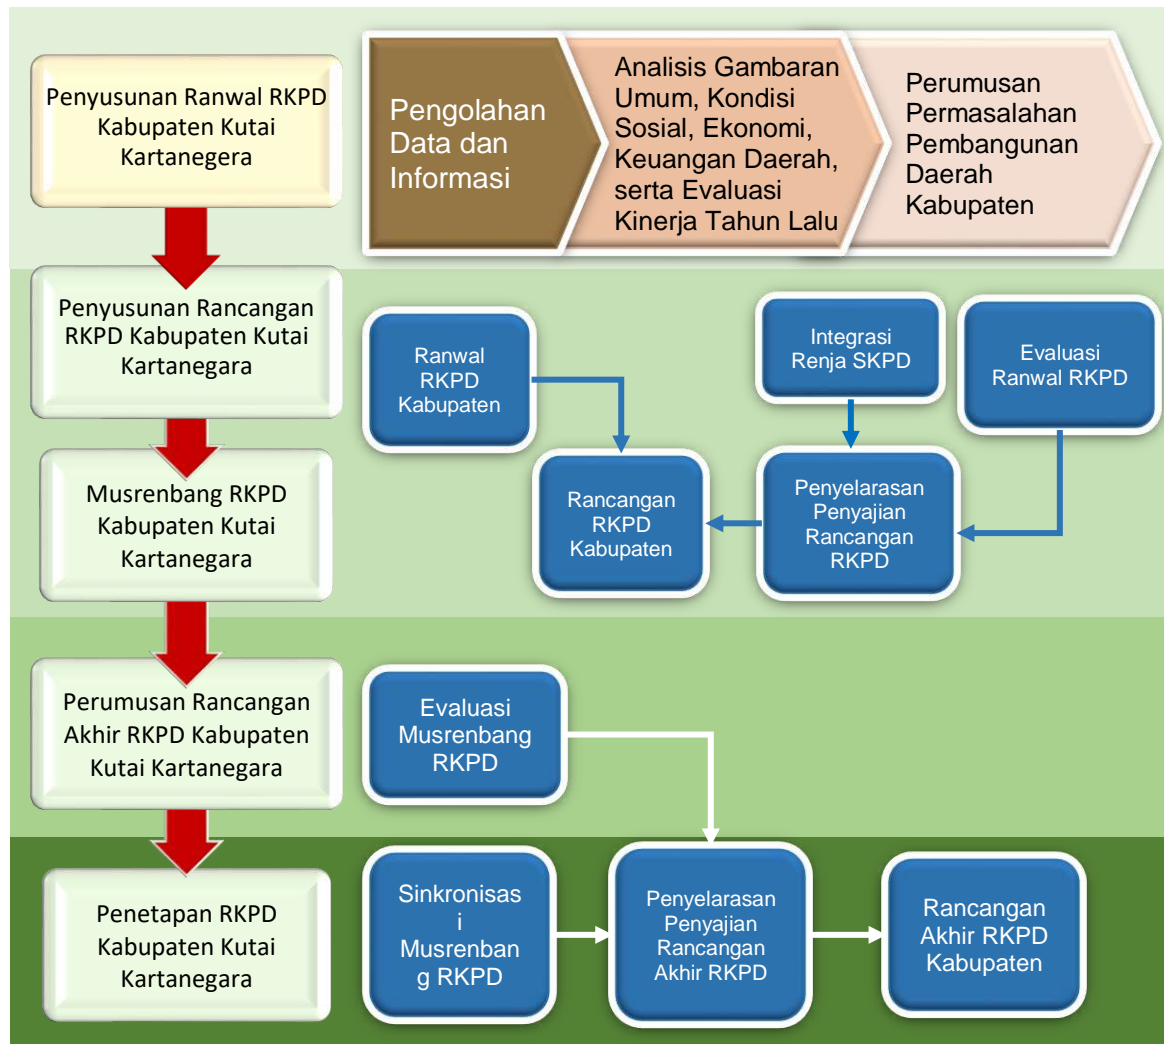 Penyusunan Ranwal RKPD
Kabupaten Kutai
Kartanegera
Pengolahan
Data dan
Informasi
Analisis Gambaran
Umum, Kondisi
Sosial, Ekonomi,
Keuangan Daerah,
serta Evaluasi
Kinerja Tahun Lalu
Perumusan
Permasalahan
Pembangunan
Daerah
Kabupaten
Penyusunan Rancangan
RKPD Kabupaten Kutai
Kartanegara
Ranwal
RKPD
Kabupaten
Integrasi
Renja SKPD
Evaluasi
Ranwal RKPD
Musrenbang RKPD
Kabupaten Kutai
Kartanegara
Rancangan
RKPD
Kabupaten
Penyelarasan
Penyajian
Rancangan
RKPD
Perumusan Rancangan
Akhir RKPD Kabupaten
Kutai Kartanegara
Evaluasi
Musrenbang
RKPD
Penetapan RKPD
Kabupaten Kutai
Kartanegara
Sinkronisas
i
Musrenban
g RKPD
Penyelarasan
Penyajian
Rancangan
Akhir RKPD
Rancangan
Akhir RKPD
Kabupaten